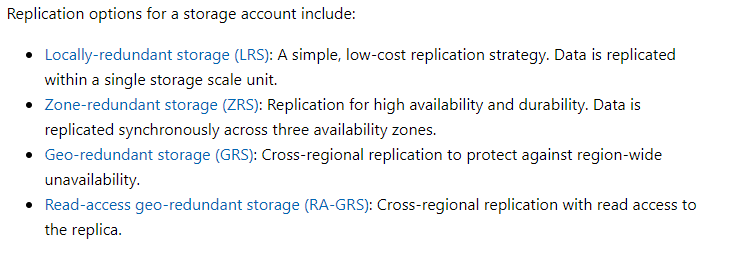 Replication options for a storage account include:
• Locally-redundant storage (LRS): A simple, low-cost replication strategy. Data is replicated
within a single storage scale unit.
• Zone-redundant storage (ZRS): Replication for high availability and durability. Data is
replicated synchronously across three availability zones.
• Geo-redundant storage (GRS): Cross-regional replication to protect against region-wide
unavailability.
• Read-access geo-redundant storage (RA-GRS): Cross-regional replication with read access to
the replica.